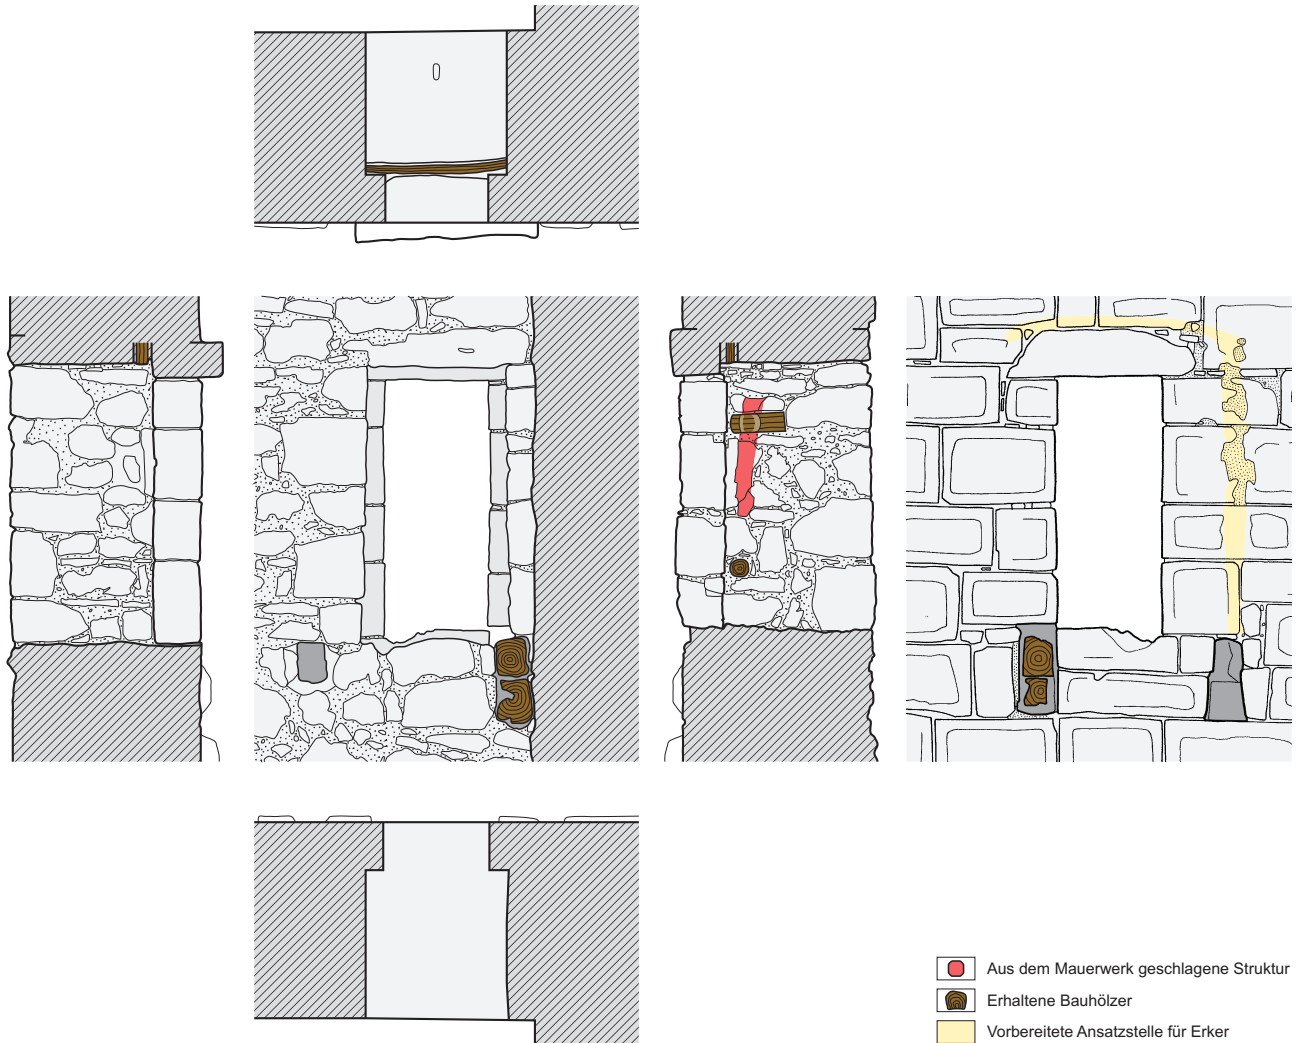 Aus dem Mauerwerk geschlagene Struktur
Erhaltene Bauhölzer
Vorbereitete Ansatzstelle für Erker